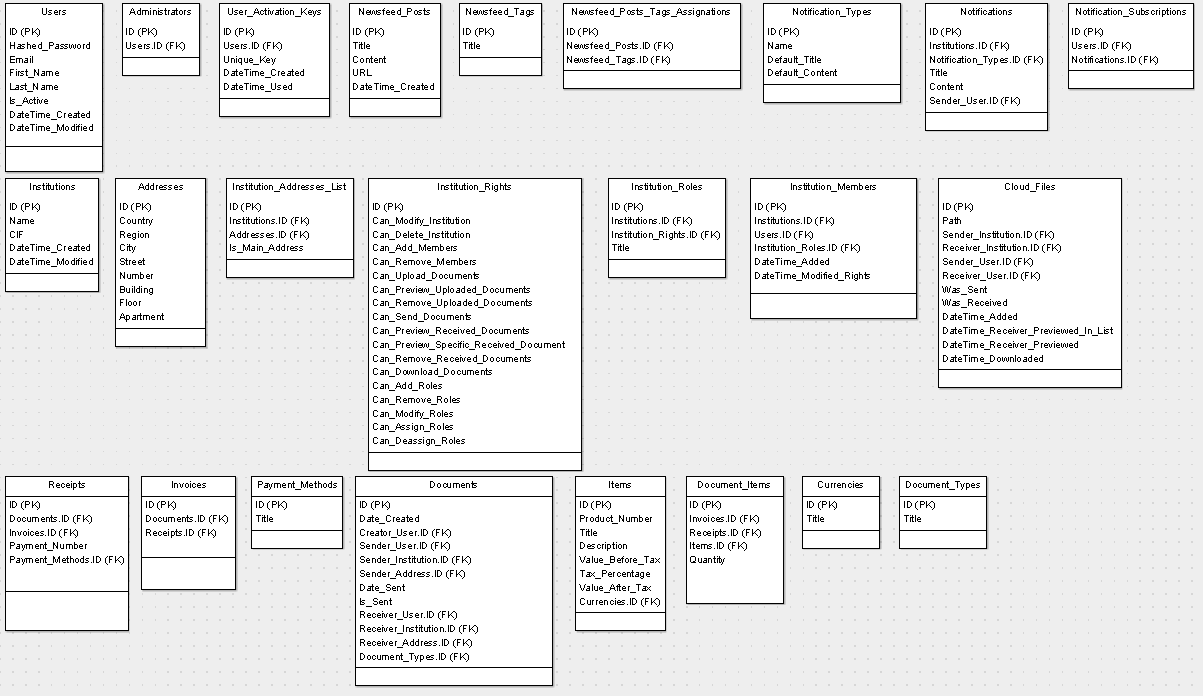 Users
ID (PK)
Hashed_Password
Email
First_Name
Last_Name
Is_Active
DateTime_Created
DateTime_Modified
Administrators
ID (PK)
Users.ID (FK)
User_Activation_Keys
ID (PK)
Users.ID (FK)
Unique_Key
DateTime_Created
DateTime_Used
Newsfeed_Posts
ID (PK)
Title
Content
URL
DateTime_Created
Newsfeed_Tags
ID (PK)
Title
Newsfeed_Posts_Tags_Assignations
ID (PK)
Newsfeed_Posts.ID (FK)
Newsfeed_Tags.ID (FK)
Notification_Types
ID (PK)
Name
Default_Title
Default_Content
Notifications
ID (PK)
Institutions.ID (FK)
Notification_Types.ID (FK)
Title
Content
Sender_User.ID (FK)
Notification_Subscriptions
ID (PK)
Users.ID (FK)
Notifications.ID (FK)
Institutions
ID (PK)
Name
CIF
DateTime_Created
DateTime_Modified
Addresses
ID (PK)
Country
Region
City
Street
Number
Building
Floor
Apartment
Institution_Addresses_List
ID (PK)
Institutions.ID (FK)
Addresses.ID (FK)
Is_Main_Address
Institution_Rights
ID (PK)
Can_Modify_Institution
Can_Delete_Institution
Can_Add_Members
Can_Remove_Members
Can_Upload_Documents
Can_Preview_Uploaded_Documents
Can_Remove_Uploaded_Documents
Can_Send_Documents
Can_Preview_Received_Documents
Can_Preview_Specific_Received_Document
Can_Remove_Received_Documents
Can_Download_Documents
Can_Add_Roles
Can_Remove_Roles
Can_Modify_Roles
Can_Assign_Roles
Can_Deassign_Roles
Institution_Roles
ID (PK)
Institutions.ID (FK)
Institution_Rights.ID (FK)
Title
Institution_Members
ID (PK)
Institutions.ID (FK)
Users.ID (FK)
Institution_Roles.ID (FK)
DateTime_Added
DateTime_Modified_Rights
Cloud_Files
ID (PK)
Path
Sender_Institution.ID (FK)
Receiver_Institution.ID (FK)
Sender_User.ID (FK)
Receiver_User.ID (FK)
Was_Sent
Was_Received
DateTime_Added
DateTime_Receiver_Previewed_In_List
DateTime_Receiver_Previewed
DateTime_Downloaded
Receipts
ID (PK)
Documents.ID (FK)
Invoices.ID (FK)
Payment_Number
Payment_Methods.ID (FK)
Invoices
ID (PK)
Documents.ID (FK)
Receipts.ID (FK)
Payment_Methods
ID (PK)
Title
Documents
ID (PK)
Date_Created
Creator_User.ID (FK)
Sender_User.ID (FK)
Sender_Institution.ID (FK)
Sender_Address.ID (FK)
Date_Sent
Is_Sent
Receiver_User.ID (FK)
Receiver_Institution.ID (FK)
Receiver_Address.ID (FK)
Document_Types.ID (FK)
Items
ID (PK)
Product_Number
Title
Description
Value_Before_Tax
Tax_Percentage
Value_After_Tax
Currencies.ID (FK)
Document_Items
ID (PK)
Invoices.ID (FK)
Receipts.ID (FK)
Items.ID (FK)
Quantity
Currencies
ID (PK)
Title
Document_Types
ID (PK)
Title